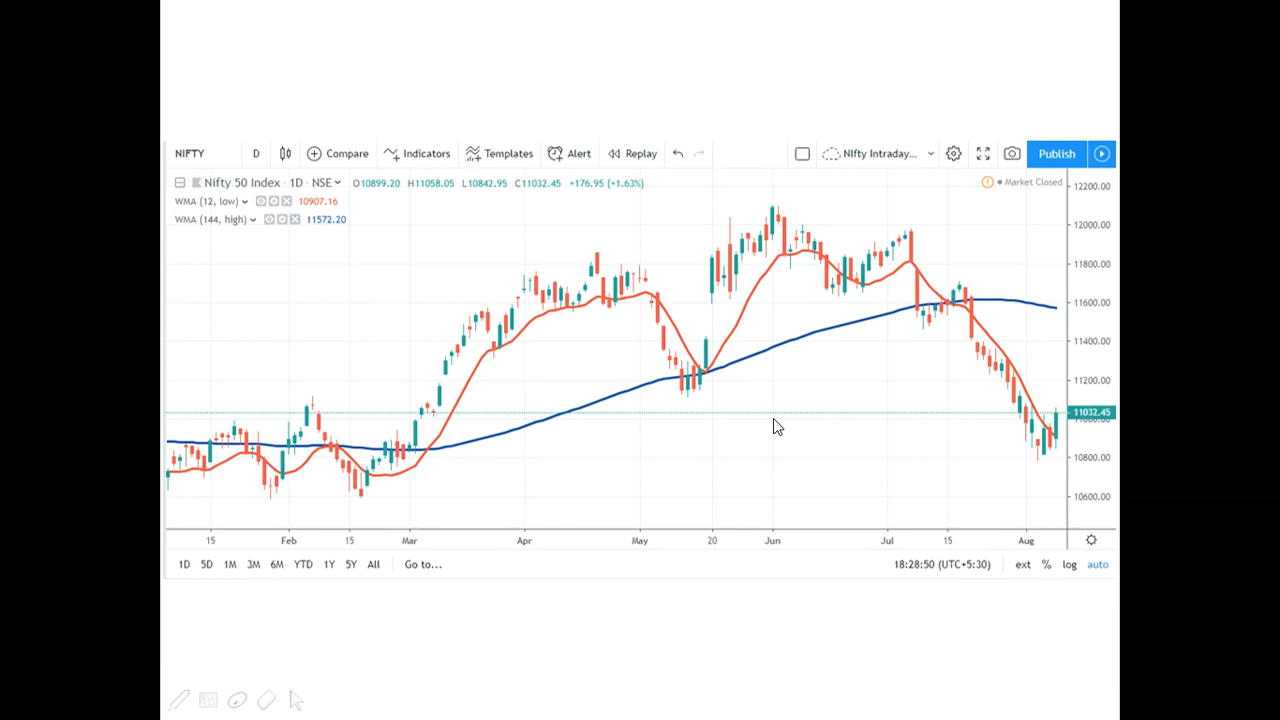 NIFTY D Compare Indicators Templates Alert Replay NIfty Intraday... Publish
Nifty 50 Index · 1D · NSE O10899.20 H11058.05 L10842.95 C11032.45 +176.95 (+1.63%) Market Closed
WMA (12, low) 10907.16
WMA (144, high) 11572.20
12200.00
12000.00
11800.00
11600.00
11400.00
11200.00
11032.45
11000.00
10800.00
10600.00
15 Feb 15 Mar Apr May 20 Jun Jul 15 Aug
1D 5D 1M 3M 6M YTD 1Y 5Y All Go to... 18:28:50 (UTC+5:30) ext % log auto